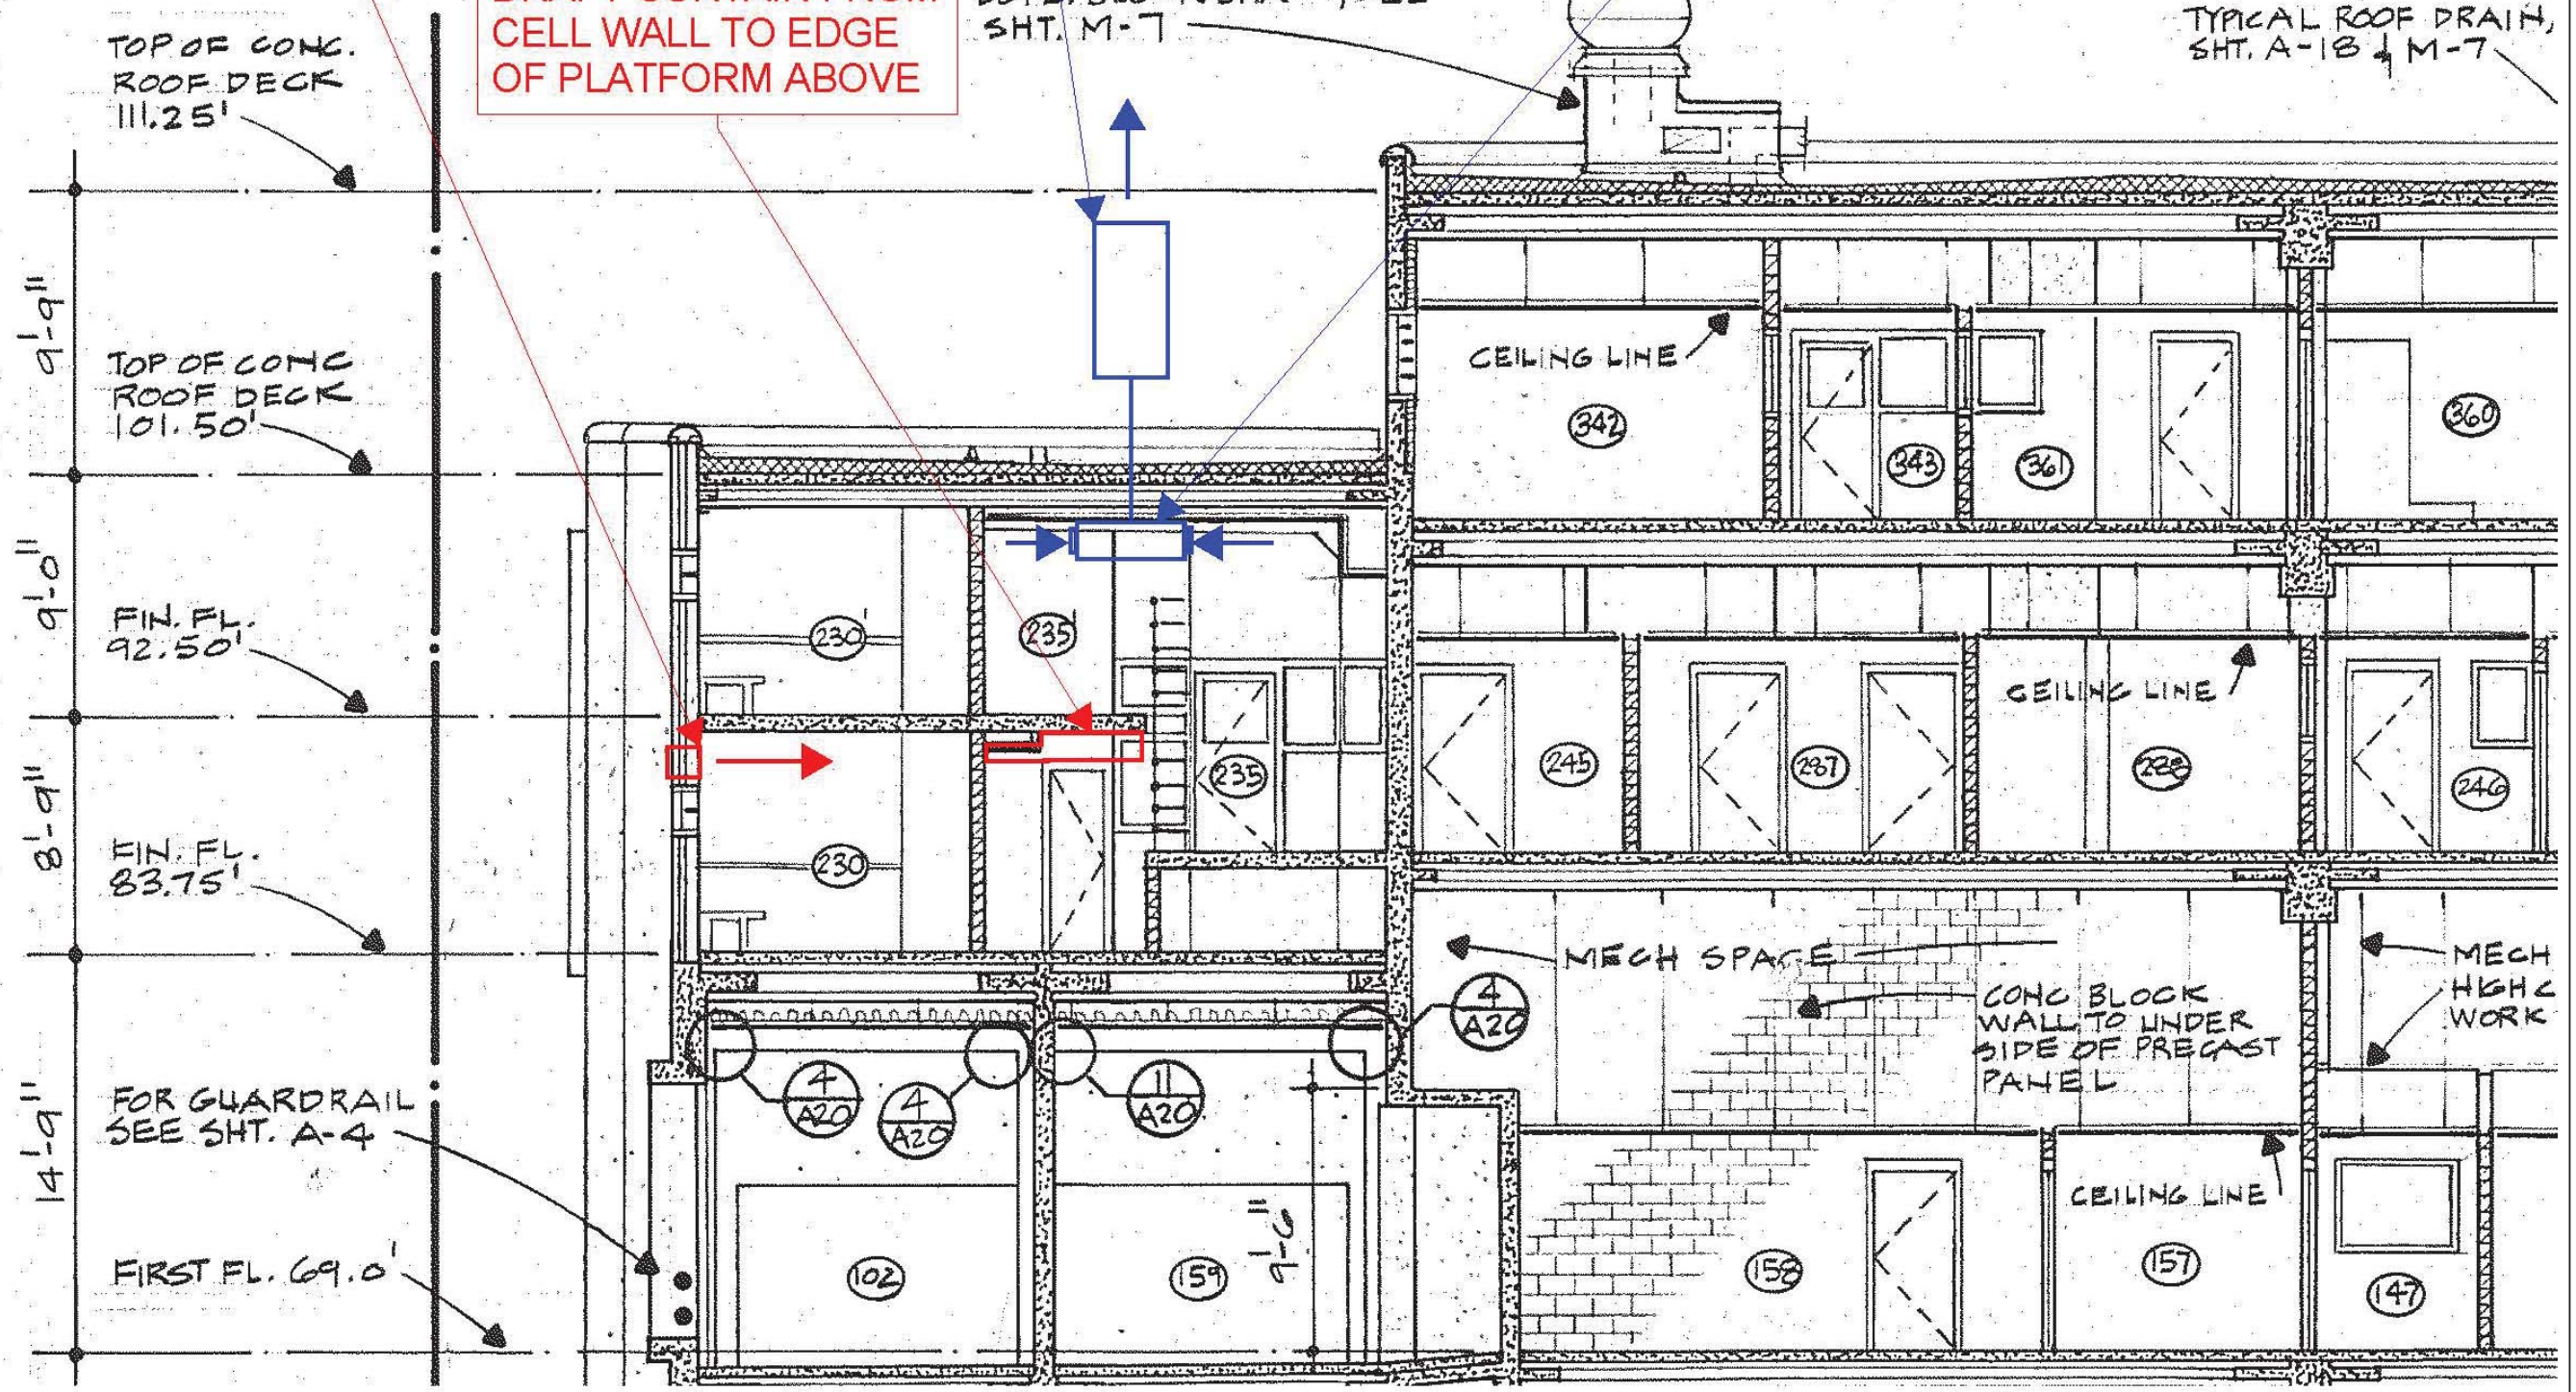 TOP OF CONC.
ROOF DECK
111.25'
CELL WALL TO EDGE
OF PLATFORM ABOVE
SHT. M-7
TYPICAL ROOF DRAIN,
SHT. A-18 & M-7
9'-9"
TOP OF CONC
ROOF DECK
101.50'
CEILING LINE
342
343
361
360
9'-0"
FIN. FL.
92.50'
230
235
CEILING LINE
8'-9"
235
245
287
288
246
FIN. FL.
83.75'
230
MECH SPACE
MECH
HIGH C
WORK
4
A20
CONC BLOCK
WALL TO UNDER
SIDE OF PRECAST
PANEL
4
A20
4
A20
11
A20
14'-9"
FOR GUARDRAIL
SEE SHT. A-4
9'-6"
CEILING LINE
FIRST FL. 69.0'
102
159
158
157
147